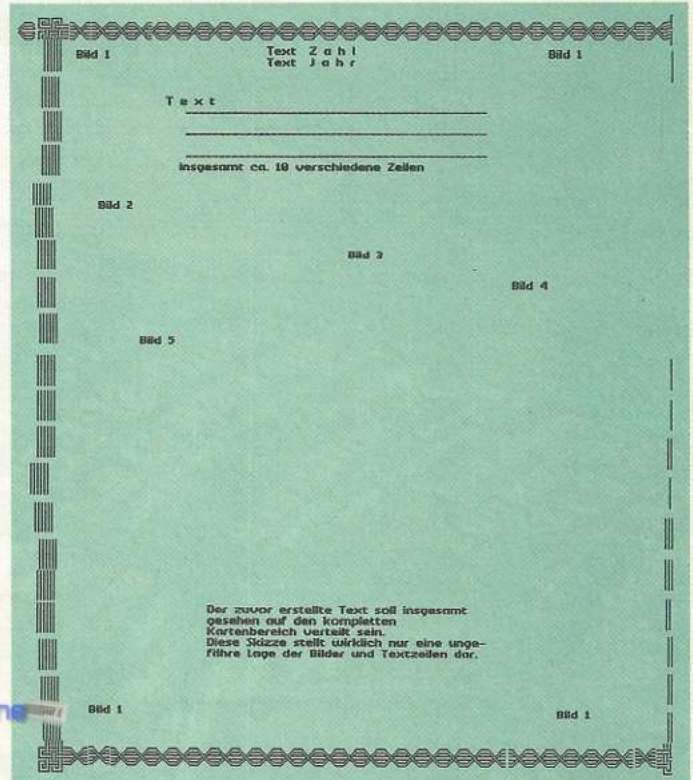 Bild 1 Text Z a h l Bild 1
Text J a h r
T e x t
insgesamt ca. 10 verschiedene Zeilen
Bild 2
Bild 3
Bild 4
Bild 5
Der zuvor erstellte Text soll insgesamt
gesehen auf den kompletten
Kartenbereich verteilt sein.
Diese Skizze stellt wirklich nur eine unge-
fähre Lage der Bilder und Textzeilen dar.
Bild 1 Bild 1